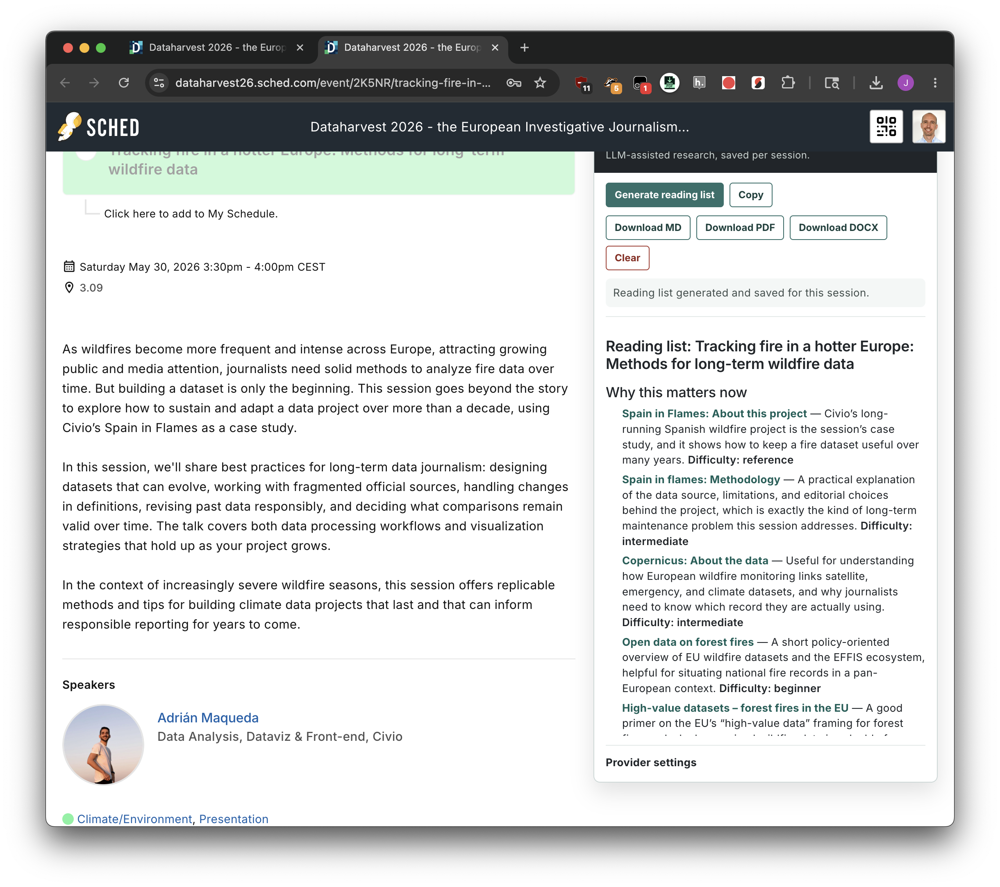 Dataharvest 2026 - the Europ
Dataharvest 2026 - the Europ
dataharvest26.sched.com/event/2K5NR/tracking-fire-in-...
11
5
1
PDF
h.
J
SCHED
Dataharvest 2026 - the European Investigative Journalism...
Tracking fire in a hotter Europe: Methods for long-term
wildfire data
Click here to add to My Schedule.
Saturday May 30, 2026 3:30pm - 4:00pm CEST
3.09
As wildfires become more frequent and intense across Europe, attracting growing
public and media attention, journalists need solid methods to analyze fire data over
time. But building a dataset is only the beginning. This session goes beyond the story
to explore how to sustain and adapt a data project over more than a decade, using
Civio’s Spain in Flames as a case study.
In this session, we'll share best practices for long-term data journalism: designing
datasets that can evolve, working with fragmented official sources, handling changes
in definitions, revising past data responsibly, and deciding what comparisons remain
valid over time. The talk covers both data processing workflows and visualization
strategies that hold up as your project grows.
In the context of increasingly severe wildfire seasons, this session offers replicable
methods and tips for building climate data projects that last and that can inform
responsible reporting for years to come.
Speakers
Adrián Maqueda
Data Analysis, Dataviz & Front-end, Civio
Climate/Environment, Presentation
LLM-assisted research, saved per session.
Generate reading list
Copy
Download MD
Download PDF
Download DOCX
Clear
Reading list generated and saved for this session.
Reading list: Tracking fire in a hotter Europe:
Methods for long-term wildfire data
Why this matters now
Spain in Flames: About this project — Civio’s long-
running Spanish wildfire project is the session’s case
study, and it shows how to keep a fire dataset useful over
many years. Difficulty: reference
Spain in flames: Methodology — A practical explanation
of the data source, limitations, and editorial choices
behind the project, which is exactly the kind of long-term
maintenance problem this session addresses. Difficulty:
intermediate
Copernicus: About the data — Useful for understanding
how European wildfire monitoring links satellite,
emergency, and climate datasets, and why journalists
need to know which record they are actually using.
Difficulty: intermediate
Open data on forest fires — A short policy-oriented
overview of EU wildfire datasets and the EFFIS ecosystem,
helpful for situating national fire records in a pan-
European context. Difficulty: beginner
High-value datasets – forest fires in the EU — A good
primer on the EU’s “high-value data” framing for forest
Provider settings